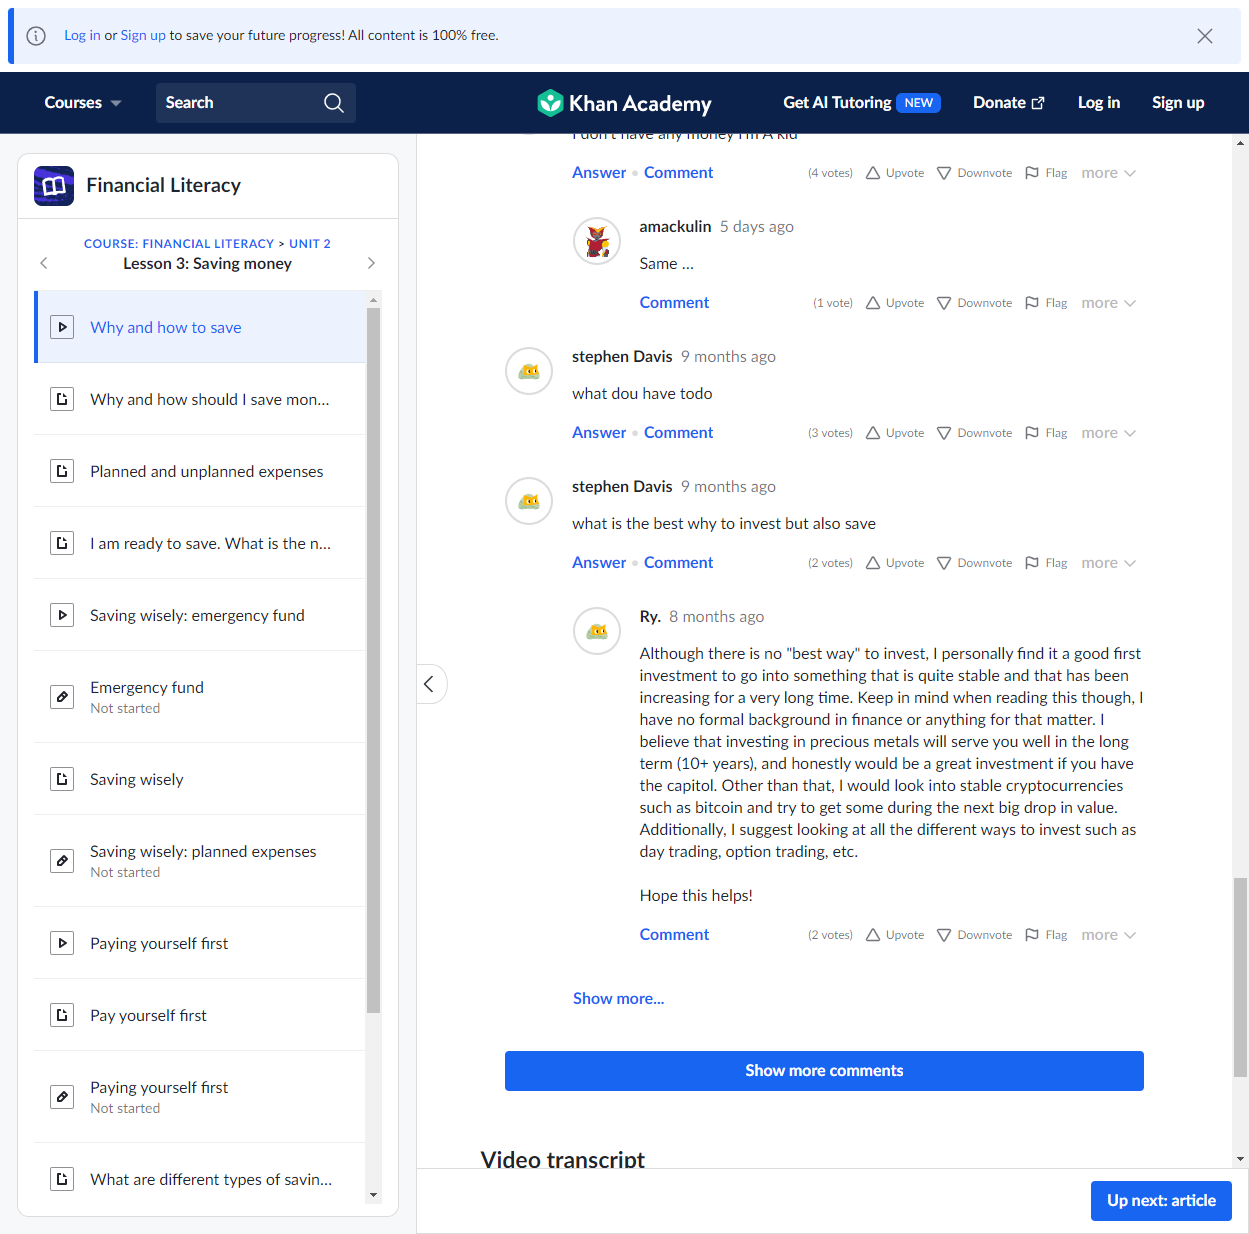 Log in or Sign up to save your future progress! All content is 100% free.
Courses
Search
Khan Academy
Get AI Tutoring NEW
Donate
Log in
Sign up
Financial Literacy
COURSE: FINANCIAL LITERACY > UNIT 2
Lesson 3: Saving money
Why and how to save
Why and how should I save mon...
Planned and unplanned expenses
I am ready to save. What is the n...
Saving wisely: emergency fund
Emergency fund
Not started
Saving wisely
Saving wisely: planned expenses
Not started
Paying yourself first
Pay yourself first
Paying yourself first
Not started
What are different types of savin...
I don't have any money I'm A kid
Answer • Comment (4 votes) Upvote Downvote Flag more
amackulin 5 days ago
Same ...
Comment (1 vote) Upvote Downvote Flag more
stephen Davis 9 months ago
what dou have todo
Answer • Comment (3 votes) Upvote Downvote Flag more
stephen Davis 9 months ago
what is the best why to invest but also save
Answer • Comment (2 votes) Upvote Downvote Flag more
Ry. 8 months ago
Although there is no "best way" to invest, I personally find it a good first
investment to go into something that is quite stable and that has been
increasing for a very long time. Keep in mind when reading this though, I
have no formal background in finance or anything for that matter. I
believe that investing in precious metals will serve you well in the long
term (10+ years), and honestly would be a great investment if you have
the capitol. Other than that, I would look into stable cryptocurrencies
such as bitcoin and try to get some during the next big drop in value.
Additionally, I suggest looking at all the different ways to invest such as
day trading, option trading, etc.
Hope this helps!
Comment (2 votes) Upvote Downvote Flag more
Show more...
Show more comments
Video transcript
Up next: article